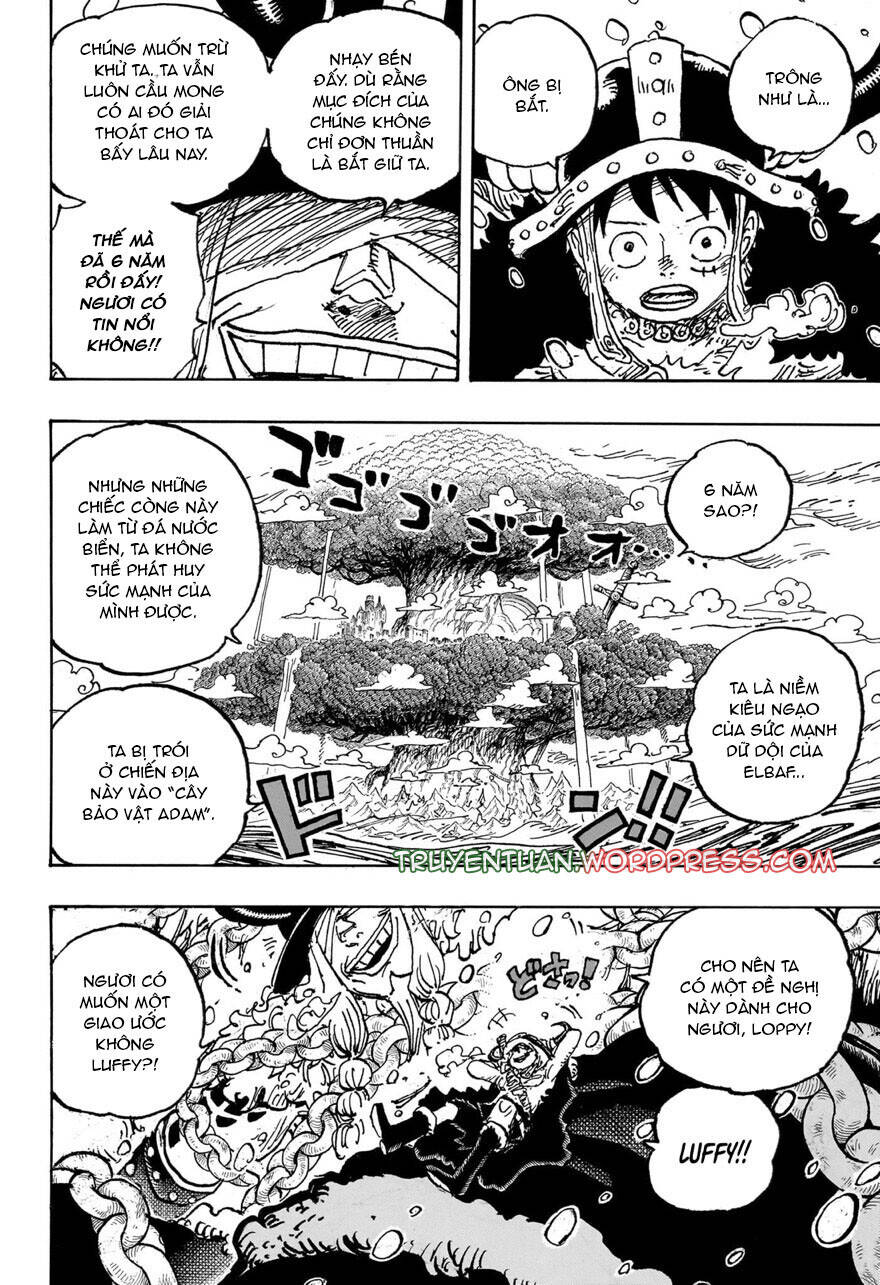 TRÔNG
NHƯ LÀ...
ÔNG BỊ
BẮT.
NHẠY BÉN
ĐẤY. DÙ RẰNG
MỤC ĐÍCH CỦA
CHÚNG KHÔNG
CHỈ ĐƠN THUẦN
LÀ BẮT GIỮ TA.
CHÚNG MUỐN TRỪ
KHỬ TA. TA VẪN
LUÔN CẦU MONG
CÓ AI ĐÓ GIẢI
THOÁT CHO TA
BẤY LÂU NAY.
THẾ MÀ
ĐÃ 6 NĂM
RỒI ĐẤY!
NGƯƠI CÓ
TIN NỔI
KHÔNG!!
6 NĂM
SAO?!
ゴゴゴゴオオ…
NHƯNG NHỮNG
CHIẾC CÒNG NÀY
LÀM TỪ ĐÁ NƯỚC
BIỂN, TA KHÔNG
THỂ PHÁT HUY
SỨC MẠNH CỦA
MÌNH ĐƯỢC.
TA LÀ NIỀM
KIÊU NGẠO
CỦA SỨC MẠNH
DỮ DỘI CỦA
ELBAF...
TA BỊ TRÓI
Ở CHIẾN ĐỊA
NÀY VÀO "CÂY
BẢO VẬT ADAM".
ドン!!
TRUYENTUAN.WORDPRESS.COM
CHO NÊN TA
CÓ MỘT ĐỀ NGHỊ
NÀY DÀNH CHO
NGƯƠI, LOPPY!
どさっ!
LUFFY!!
NGƯƠI CÓ
MUỐN MỘT
GIAO ƯỚC
KHÔNG
LUFFY?!